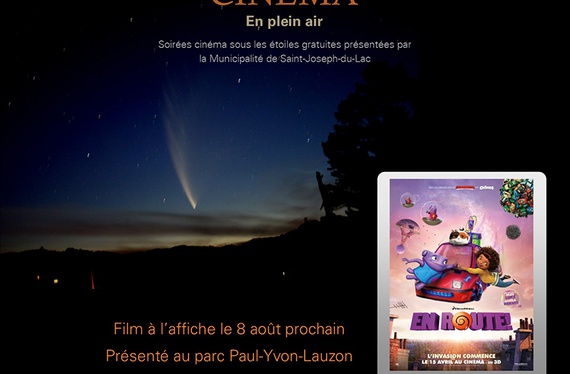 CINÉMA
En plein air
Soirées cinéma sous les étoiles gratuites présentées par
la Municipalité de Saint-Joseph-du-Lac
EN ROUTE!
L'INVASION COMMENCE
LE 15 AVRIL AU CINÉMA EN 3D
Film à l'affiche le 8 août prochain
Présenté au parc Paul-Yvon-Lauzon